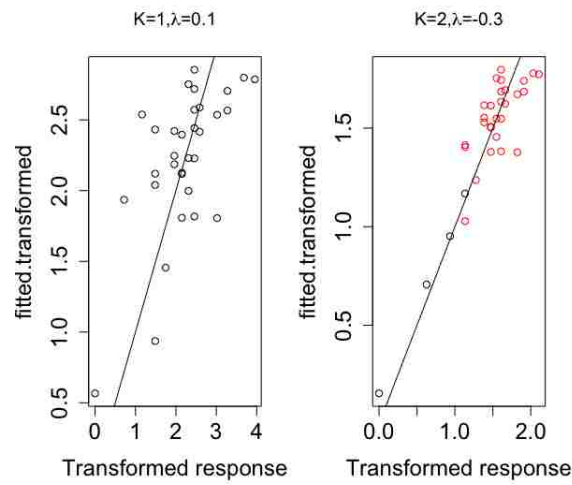 K=1,λ=0.1
fitted.transformed
2.5
2.0
1.5
1.0
0.5
0 1 2 3 4
Transformed response
K=2,λ=-0.3
fitted.transformed
1.5
1.0
0.5
0.0 1.0 2.0
Transformed response